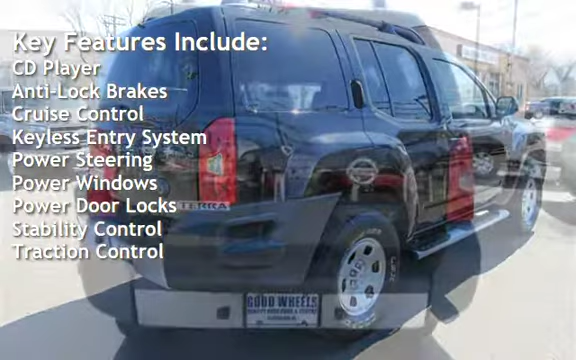 Key Features Include:
CD Player
Anti-Lock Brakes
Cruise Control
Keyless Entry System
Power Steering
Power Windows
Power Door Locks
Stability Control
Traction Control
TERRA
GOOD WHEELS